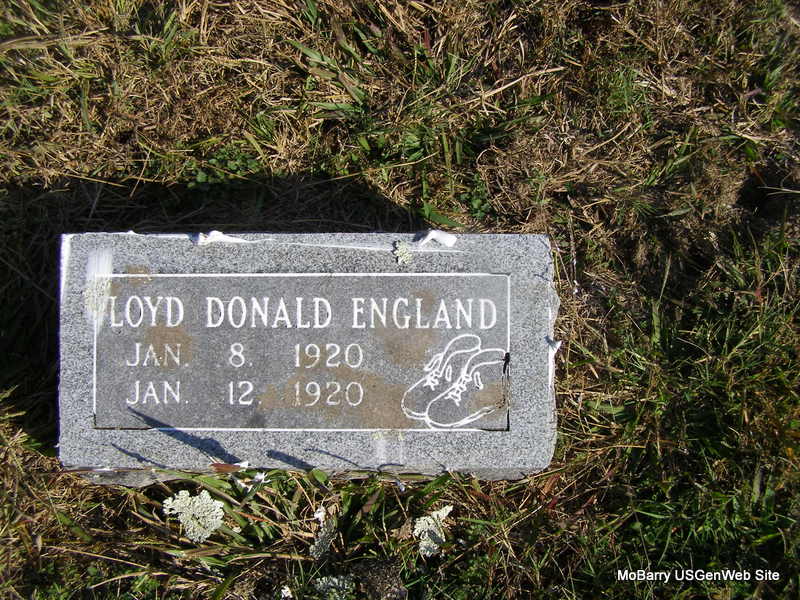 LOYD DONALD ENGLAND
JAN. 8. 1920
JAN. 12. 1920
MoBarry USGenWeb Site